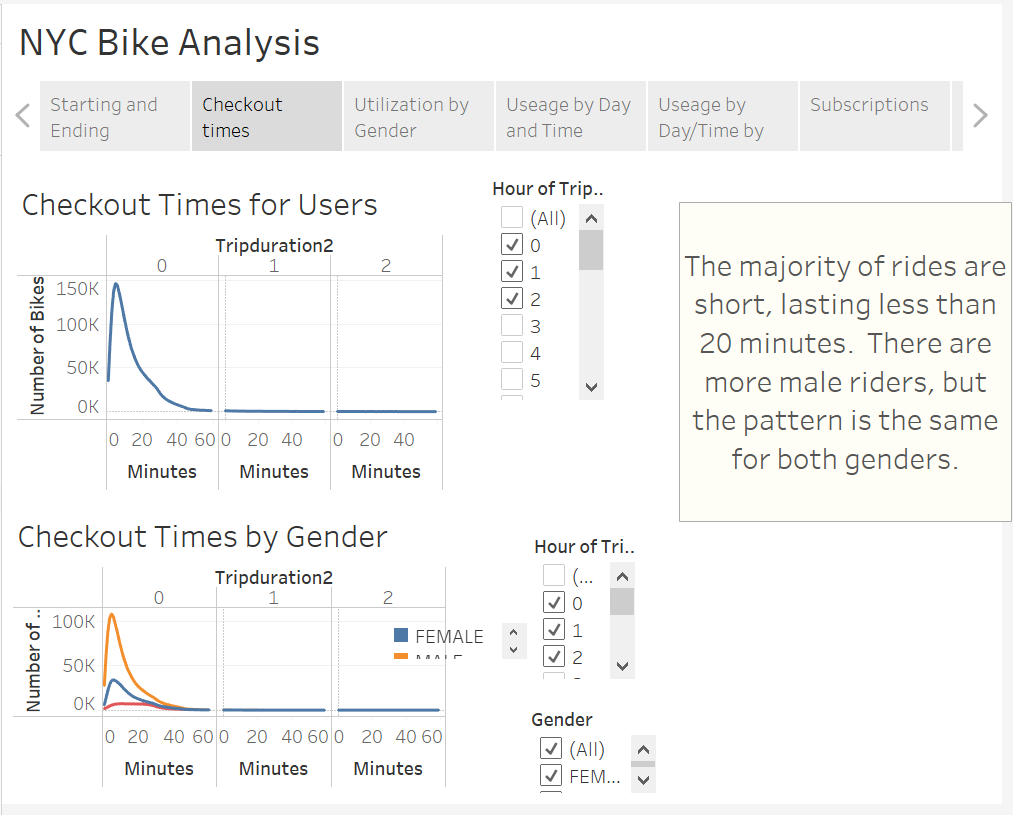 NYC Bike Analysis
Starting and
Ending
Checkout
times
Utilization by
Gender
Useage by Day
and Time
Useage by
Day/Time by
Subscriptions
Checkout Times for Users
Tripduration2
0 1 2
Number of Bikes
150K
100K
50K
0K
0 20 40 60 0 20 40 0 20 40
Minutes Minutes Minutes
Hour of Trip..
(All)
0
1
2
3
4
5
The majority of rides are
short, lasting less than
20 minutes.  There are
more male riders, but
the pattern is the same
for both genders.
Checkout Times by Gender
Tripduration2
0 1 2
Number of ..
100K
50K
0K
0 20 40 60 0 20 40 60 0 20 40 60
Minutes Minutes Minutes
FEMALE
MALE
Hour of Tri..
(...
0
1
2
Gender
(All)
FEM...